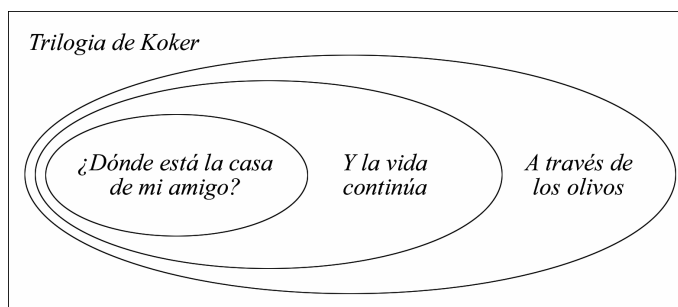 Trilogia de Koker
¿Dónde está la casa
de mi amigo?
Y la vida
continúa
A través de
los olivos